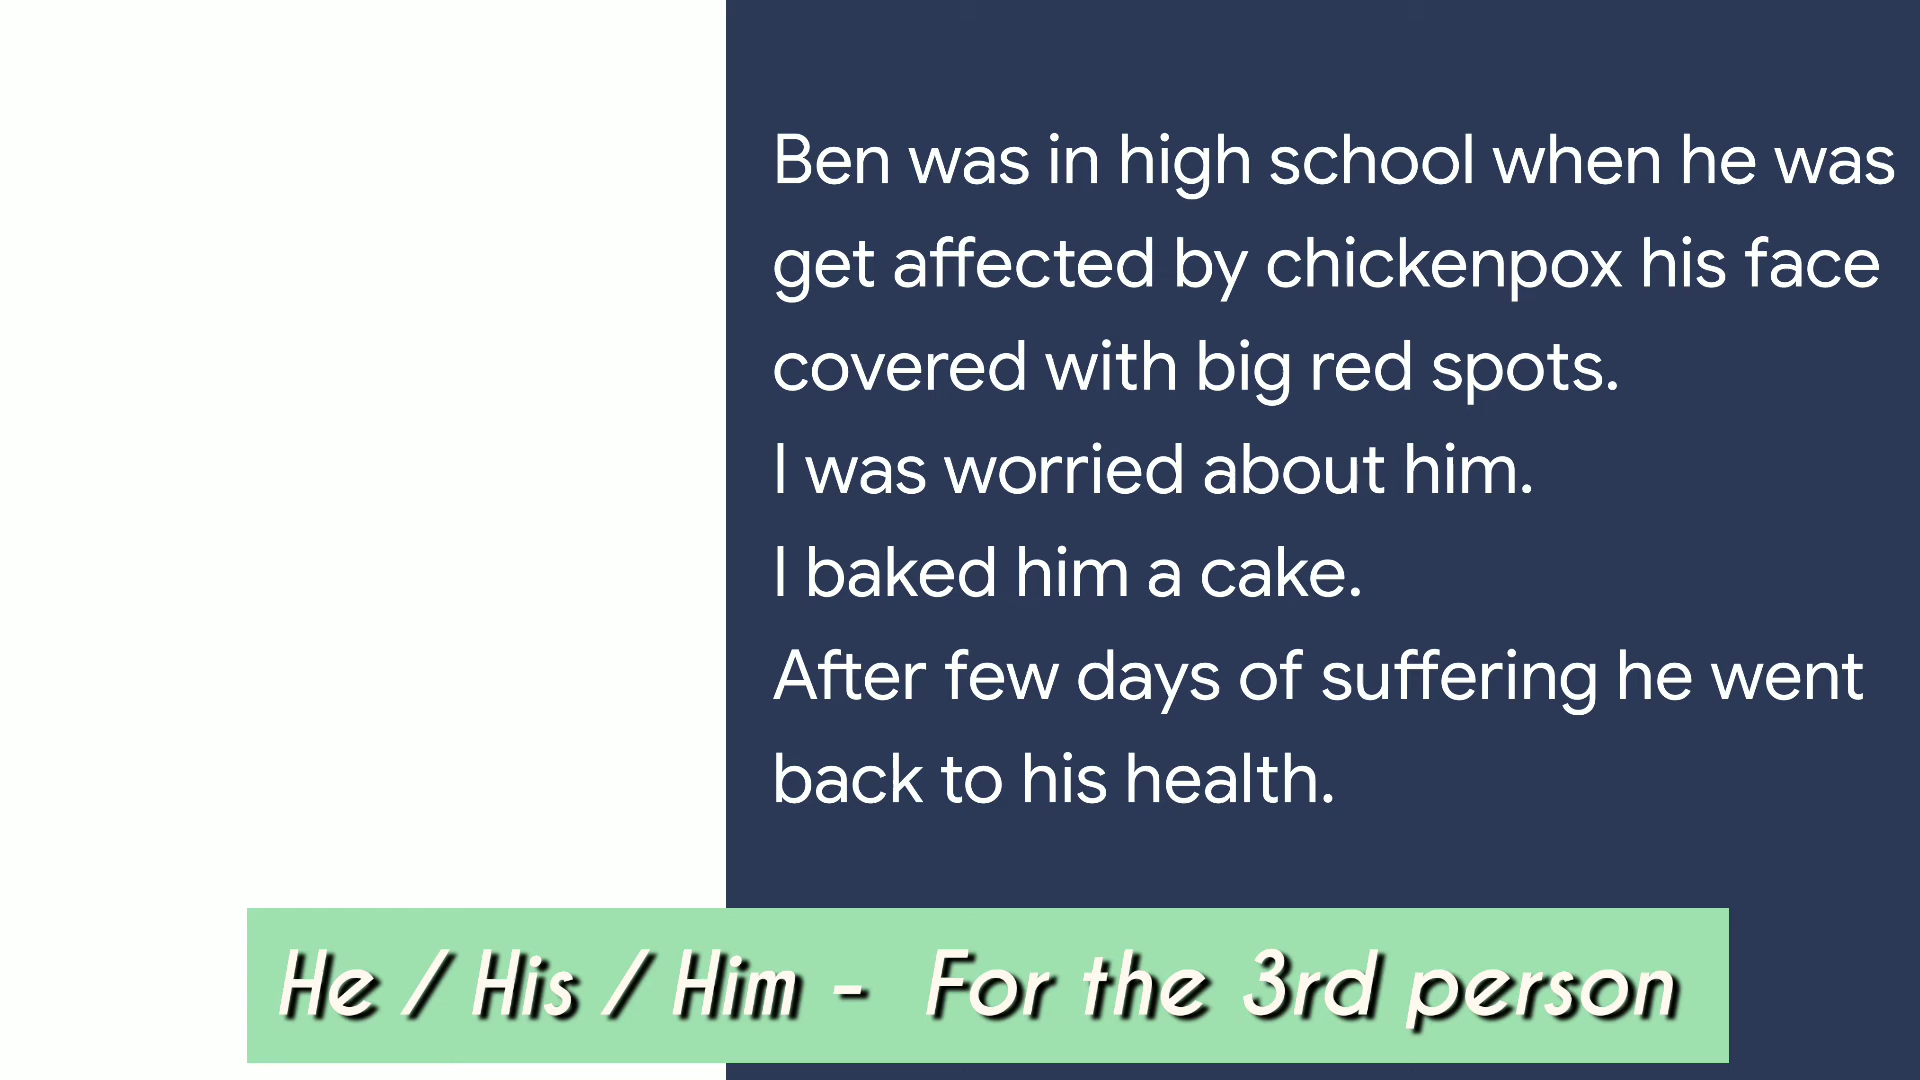 Ben was in high school when he was
get affected by chickenpox his face
covered with big red spots.
I was worried about him.
I baked him a cake.
After few days of suffering he went
back to his health.
He / His / Him - For the 3rd person